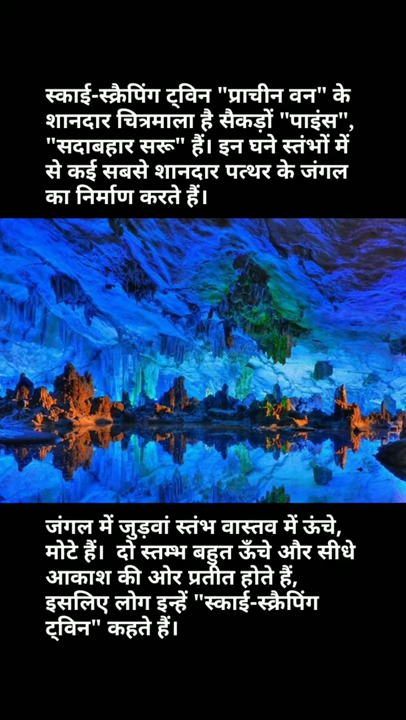 स्काई-स्क्रैपिंग ट्विन "प्राचीन वन" के
शानदार चित्रमाला है सैकड़ों "पाइंस",
"सदाबहार सरू" हैं। इन घने स्तंभों में
से कई सबसे शानदार पत्थर के जंगल
का निर्माण करते हैं।
जंगल में जुड़वां स्तंभ वास्तव में ऊंचे,
मोटे हैं। दो स्तम्भ बहुत ऊँचे और सीधे
आकाश की ओर प्रतीत होते हैं,
इसलिए लोग इन्हें "स्काई-स्क्रैपिंग
ट्विन" कहते हैं।